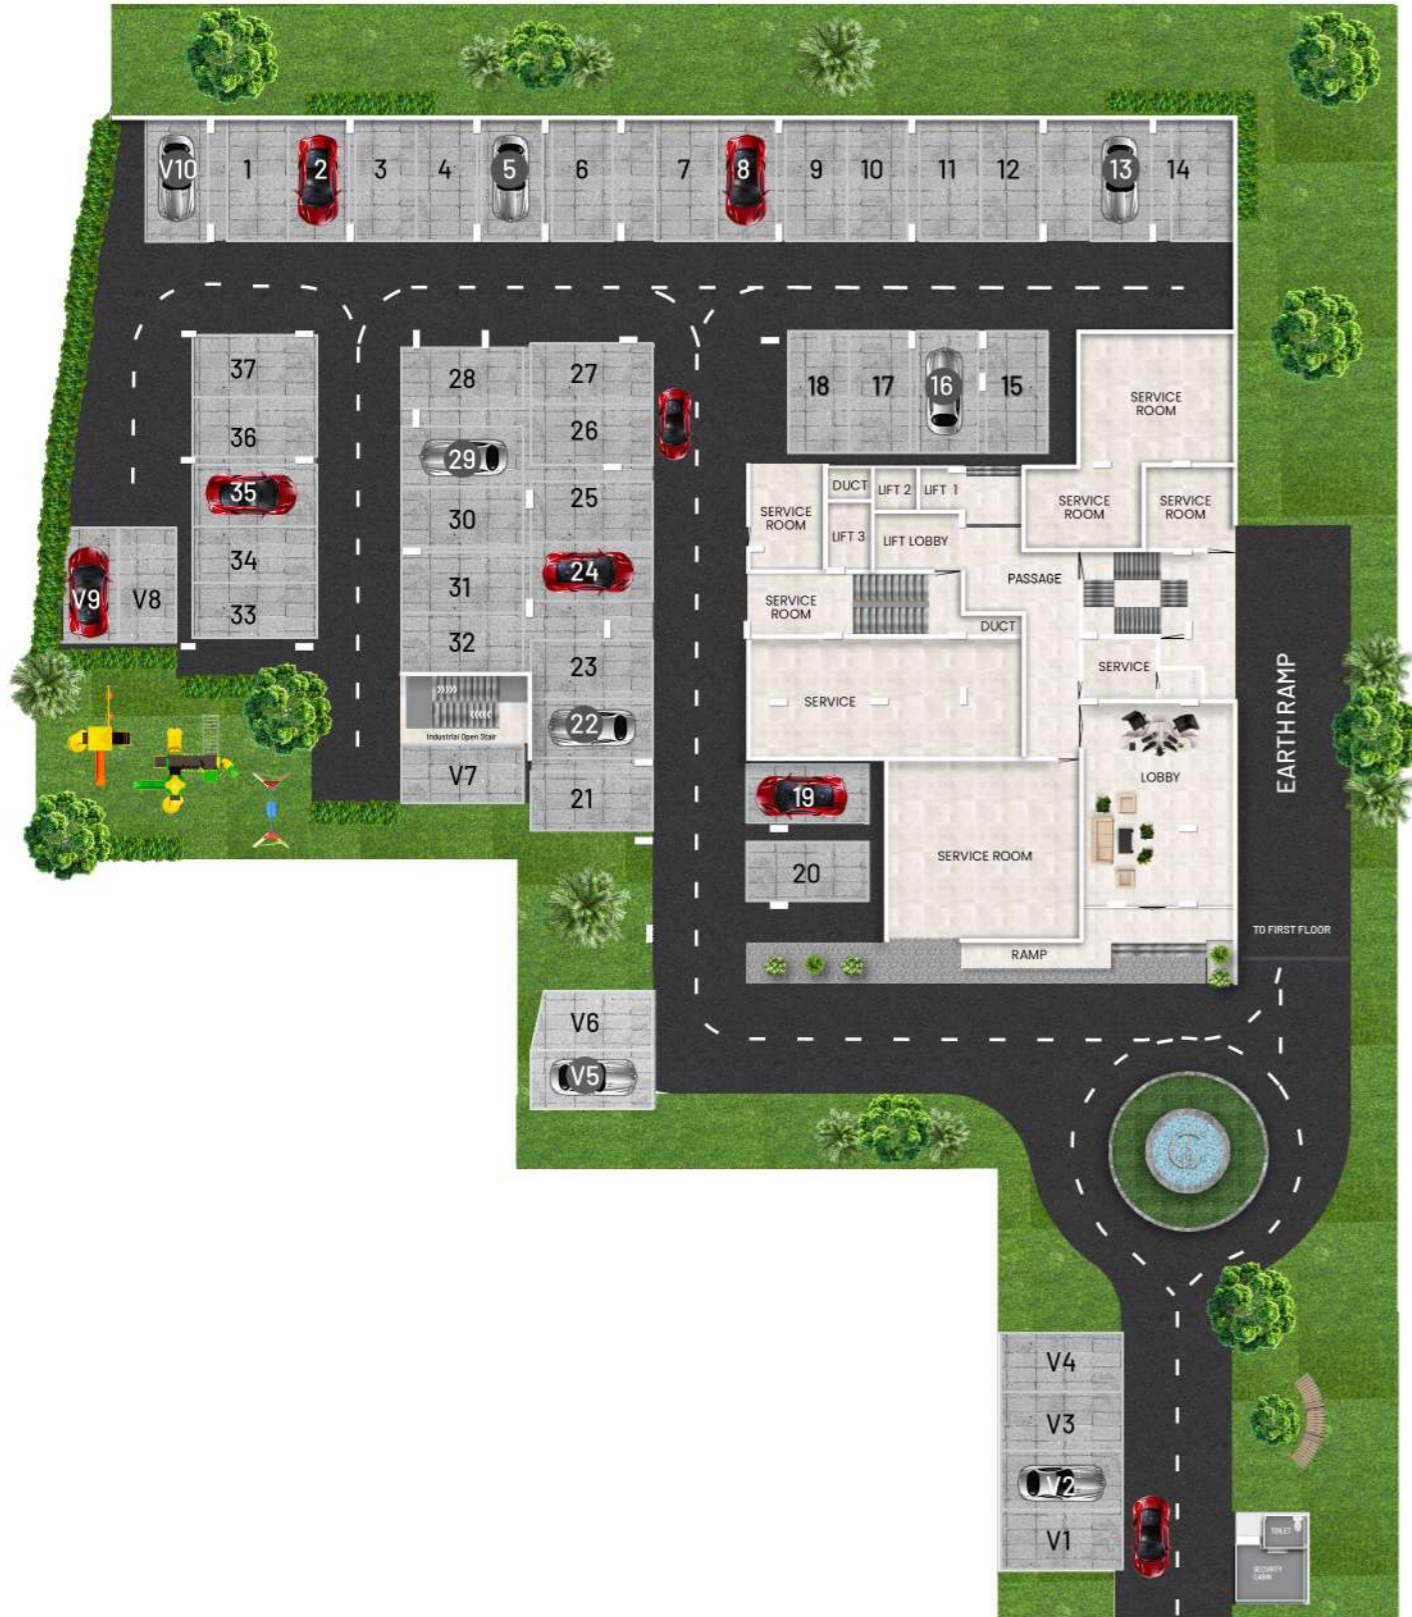 V10
1
2
3
4
5
6
7
8
9
10
11
12
13
14
37
36
35
34
33
28
29
30
31
32
27
26
25
24
23
22
21
18
17
16
15
SERVICE
ROOM
SERVICE
ROOM
SERVICE
ROOM
SERVICE
ROOM
DUCT
LIFT 2
LIFT 1
LIFT 3
LIFT LOBBY
PASSAGE
SERVICE
ROOM
DUCT
SERVICE
SERVICE
V9
V8
Industrial Open Stair
V7
19
20
SERVICE ROOM
LOBBY
EARTH RAMP
TO FIRST FLOOR
RAMP
V6
V5
V4
V3
V2
V1
TOILET
SECURITY
CABIN